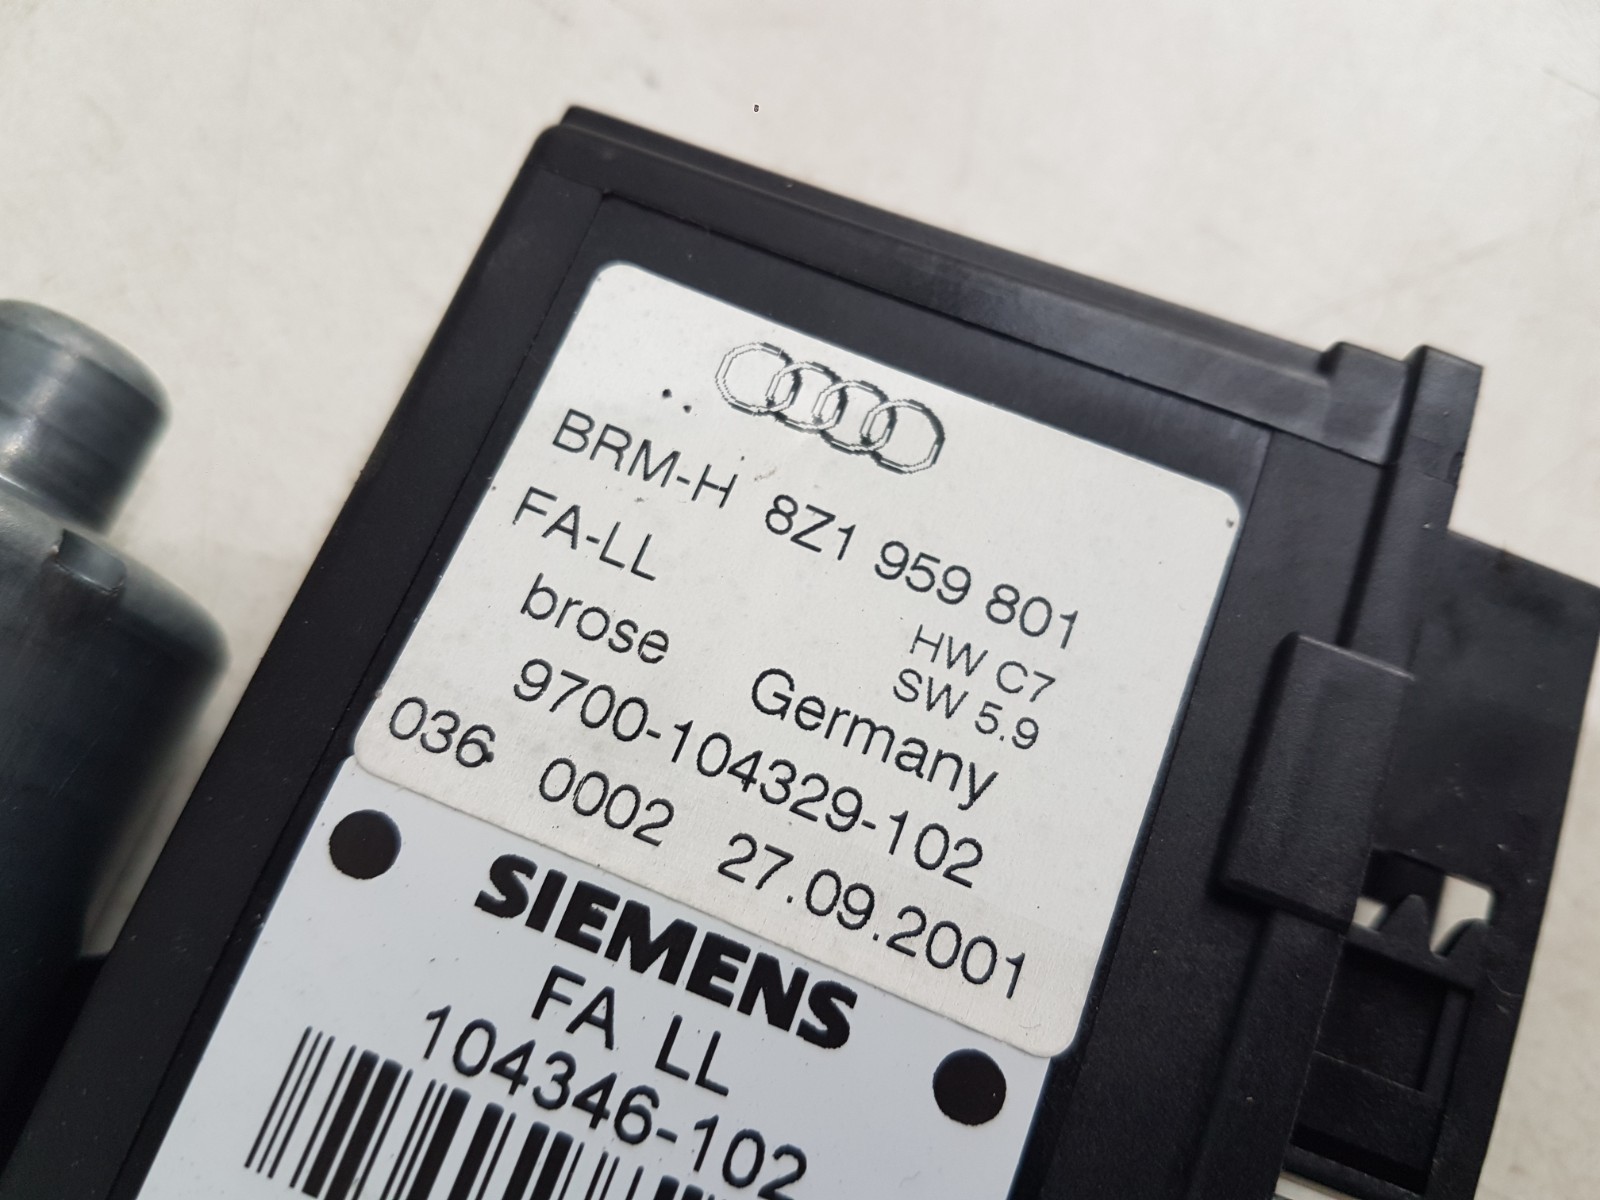 BRM-H 8Z1 959 801
FA-LL HW C7
SW 5.9
brose Germany
9700-104329-102
036 0002 27.09.2001
SIEMENS
FA LL
104346-102